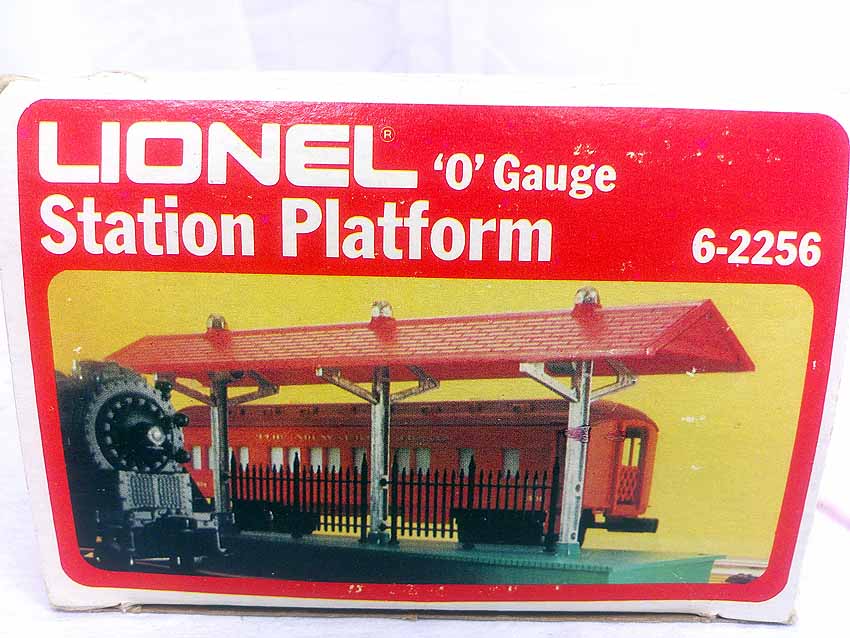 LIONEL® 'O' Gauge
Station Platform 6-2256